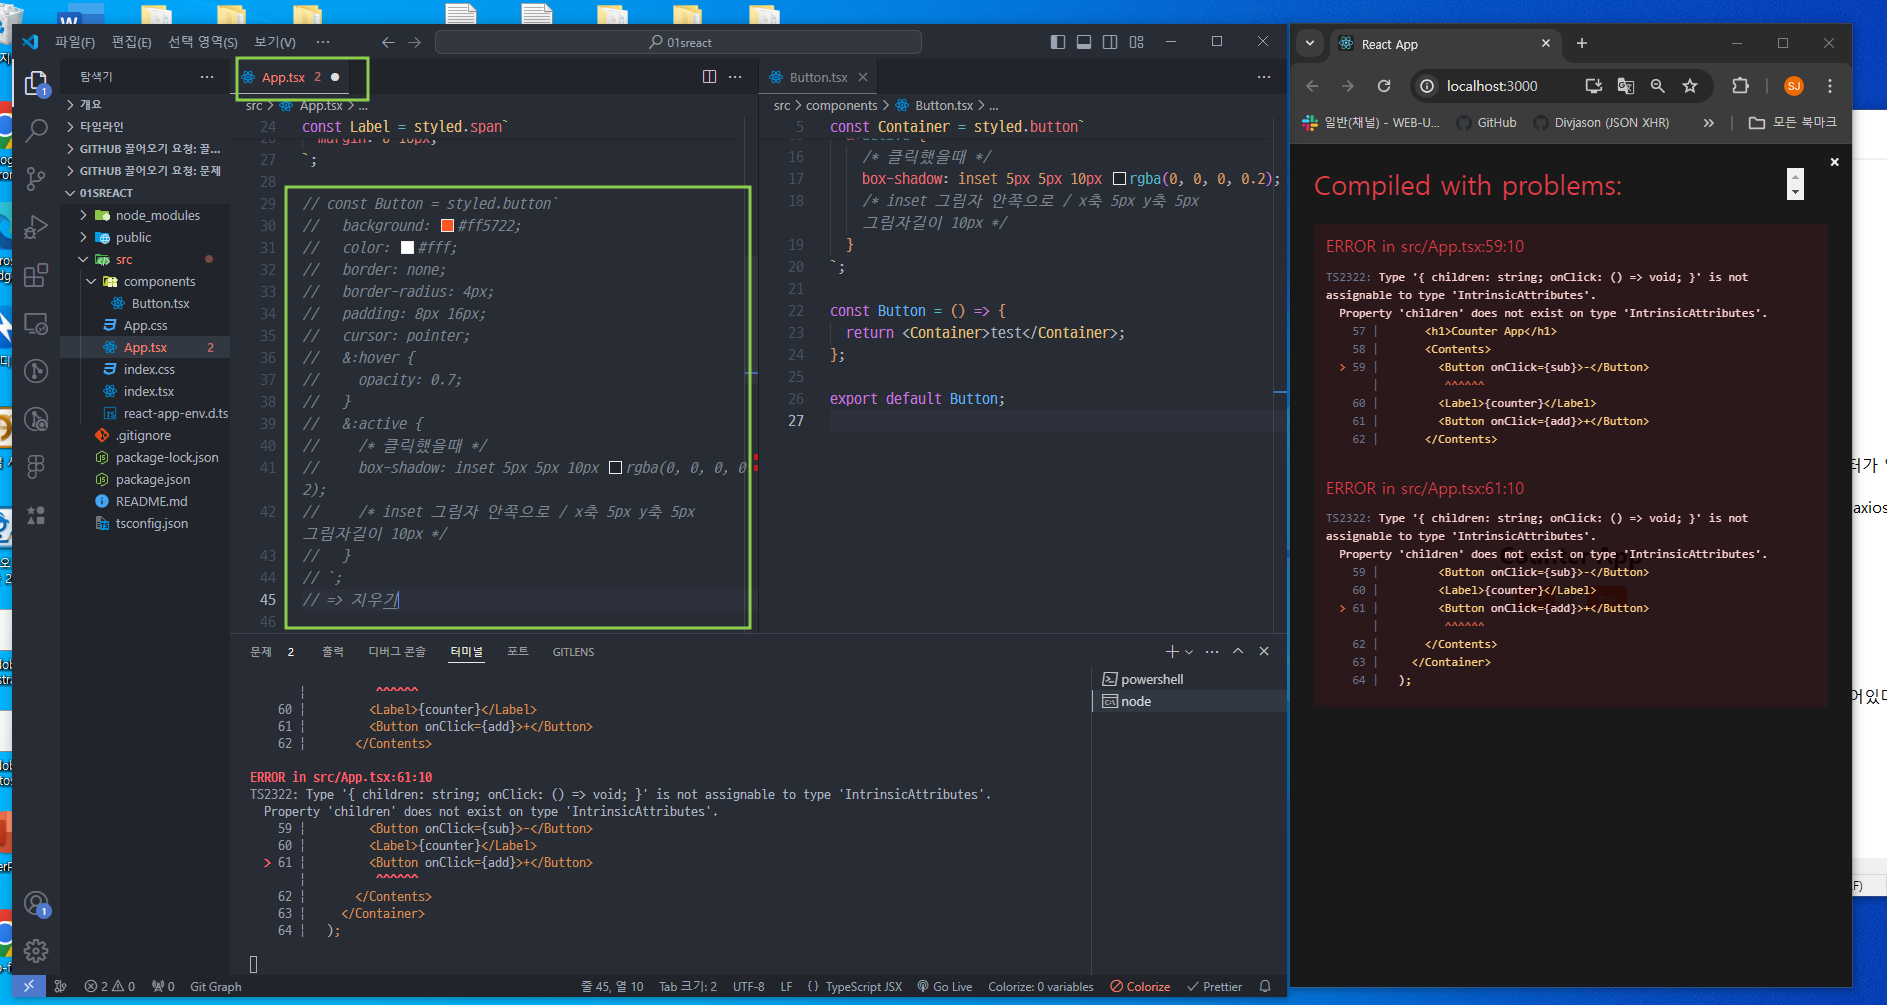 파일(F) 편집(E) 선택 영역(S) 보기(V) ···
01sreact
탐색기
개요
타임라인
GITHUB 끌어오기 요청: 끌...
GITHUB 끌어오기 요청: 문제
01SREACT
node_modules
public
src
components
Button.tsx
App.css
App.tsx 2
index.css
index.tsx
react-app-env.d.ts
.gitignore
package-lock.json
package.json
README.md
tsconfig.json
App.tsx 2
src > App.tsx > ...
24 const Label = styled.span`
27 `;
28
29 // const Button = styled.button`
30 //   background: #ff5722;
31 //   color: #fff;
32 //   border: none;
33 //   border-radius: 4px;
34 //   padding: 8px 16px;
35 //   cursor: pointer;
36 //   &:hover {
37 //     opacity: 0.7;
38 //   }
39 //   &:active {
40 //     /* 클릭했을때 */
41 //     box-shadow: inset 5px 5px 10px rgba(0, 0, 0, 0
2);
42 //     /* inset 그림자 안쪽으로 / x축 5px y축 5px
그림자길이 10px */
43 //   }
44 // `;
45 // => 지우기
46
Button.tsx
src > components > Button.tsx > ...
5 const Container = styled.button`
16 /* 클릭했을때 */
17 box-shadow: inset 5px 5px 10px rgba(0, 0, 0, 0.2);
18 /* inset 그림자 안쪽으로 / x축 5px y축 5px
그림자길이 10px */
19 }
20 `;
21
22 const Button = () => {
23   return <Container>test</Container>;
24 };
25
26 export default Button;
27
문제 2 출력 디버그 콘솔 터미널 포트 GITLENS
powershell
node
| ^^^^^^
60 | <Label>{counter}</Label>
61 | <Button onClick={add}>+</Button>
62 | </Contents>
ERROR in src/App.tsx:61:10
TS2322: Type '{ children: string; onClick: () => void; }' is not assignable to type 'IntrinsicAttributes'.
Property 'children' does not exist on type 'IntrinsicAttributes'.
59 | <Button onClick={sub}>-</Button>
60 | <Label>{counter}</Label>
> 61 | <Button onClick={add}>+</Button>
| ^^^^^^
62 | </Contents>
63 | </Container>
64 | );
2 0 0 Git Graph 줄 45, 열 10 Tab 크기: 2 UTF-8 LF {} TypeScript JSX Go Live Colorize: 0 variables Colorize Prettier
React App
localhost:3000
SJ
일반(채널) - WEB-U... GitHub Divjason (JSON XHR) » 모든 북마크
Compiled with problems:
ERROR in src/App.tsx:59:10
TS2322: Type '{ children: string; onClick: () => void; }' is not
assignable to type 'IntrinsicAttributes'.
Property 'children' does not exist on type 'IntrinsicAttributes'.
57 | <h1>Counter App</h1>
58 | <Contents>
> 59 | <Button onClick={sub}>-</Button>
| ^^^^^^
60 | <Label>{counter}</Label>
61 | <Button onClick={add}>+</Button>
62 | </Contents>
ERROR in src/App.tsx:61:10
TS2322: Type '{ children: string; onClick: () => void; }' is not
assignable to type 'IntrinsicAttributes'.
Property 'children' does not exist on type 'IntrinsicAttributes'.
Counter App
59 | <Button onClick={sub}>-</Button>
60 | <Label>{counter}</Label>
> 61 | <Button onClick={add}>+</Button>
| ^^^^^^
62 | </Contents>
63 | </Container>
64 | );
axios